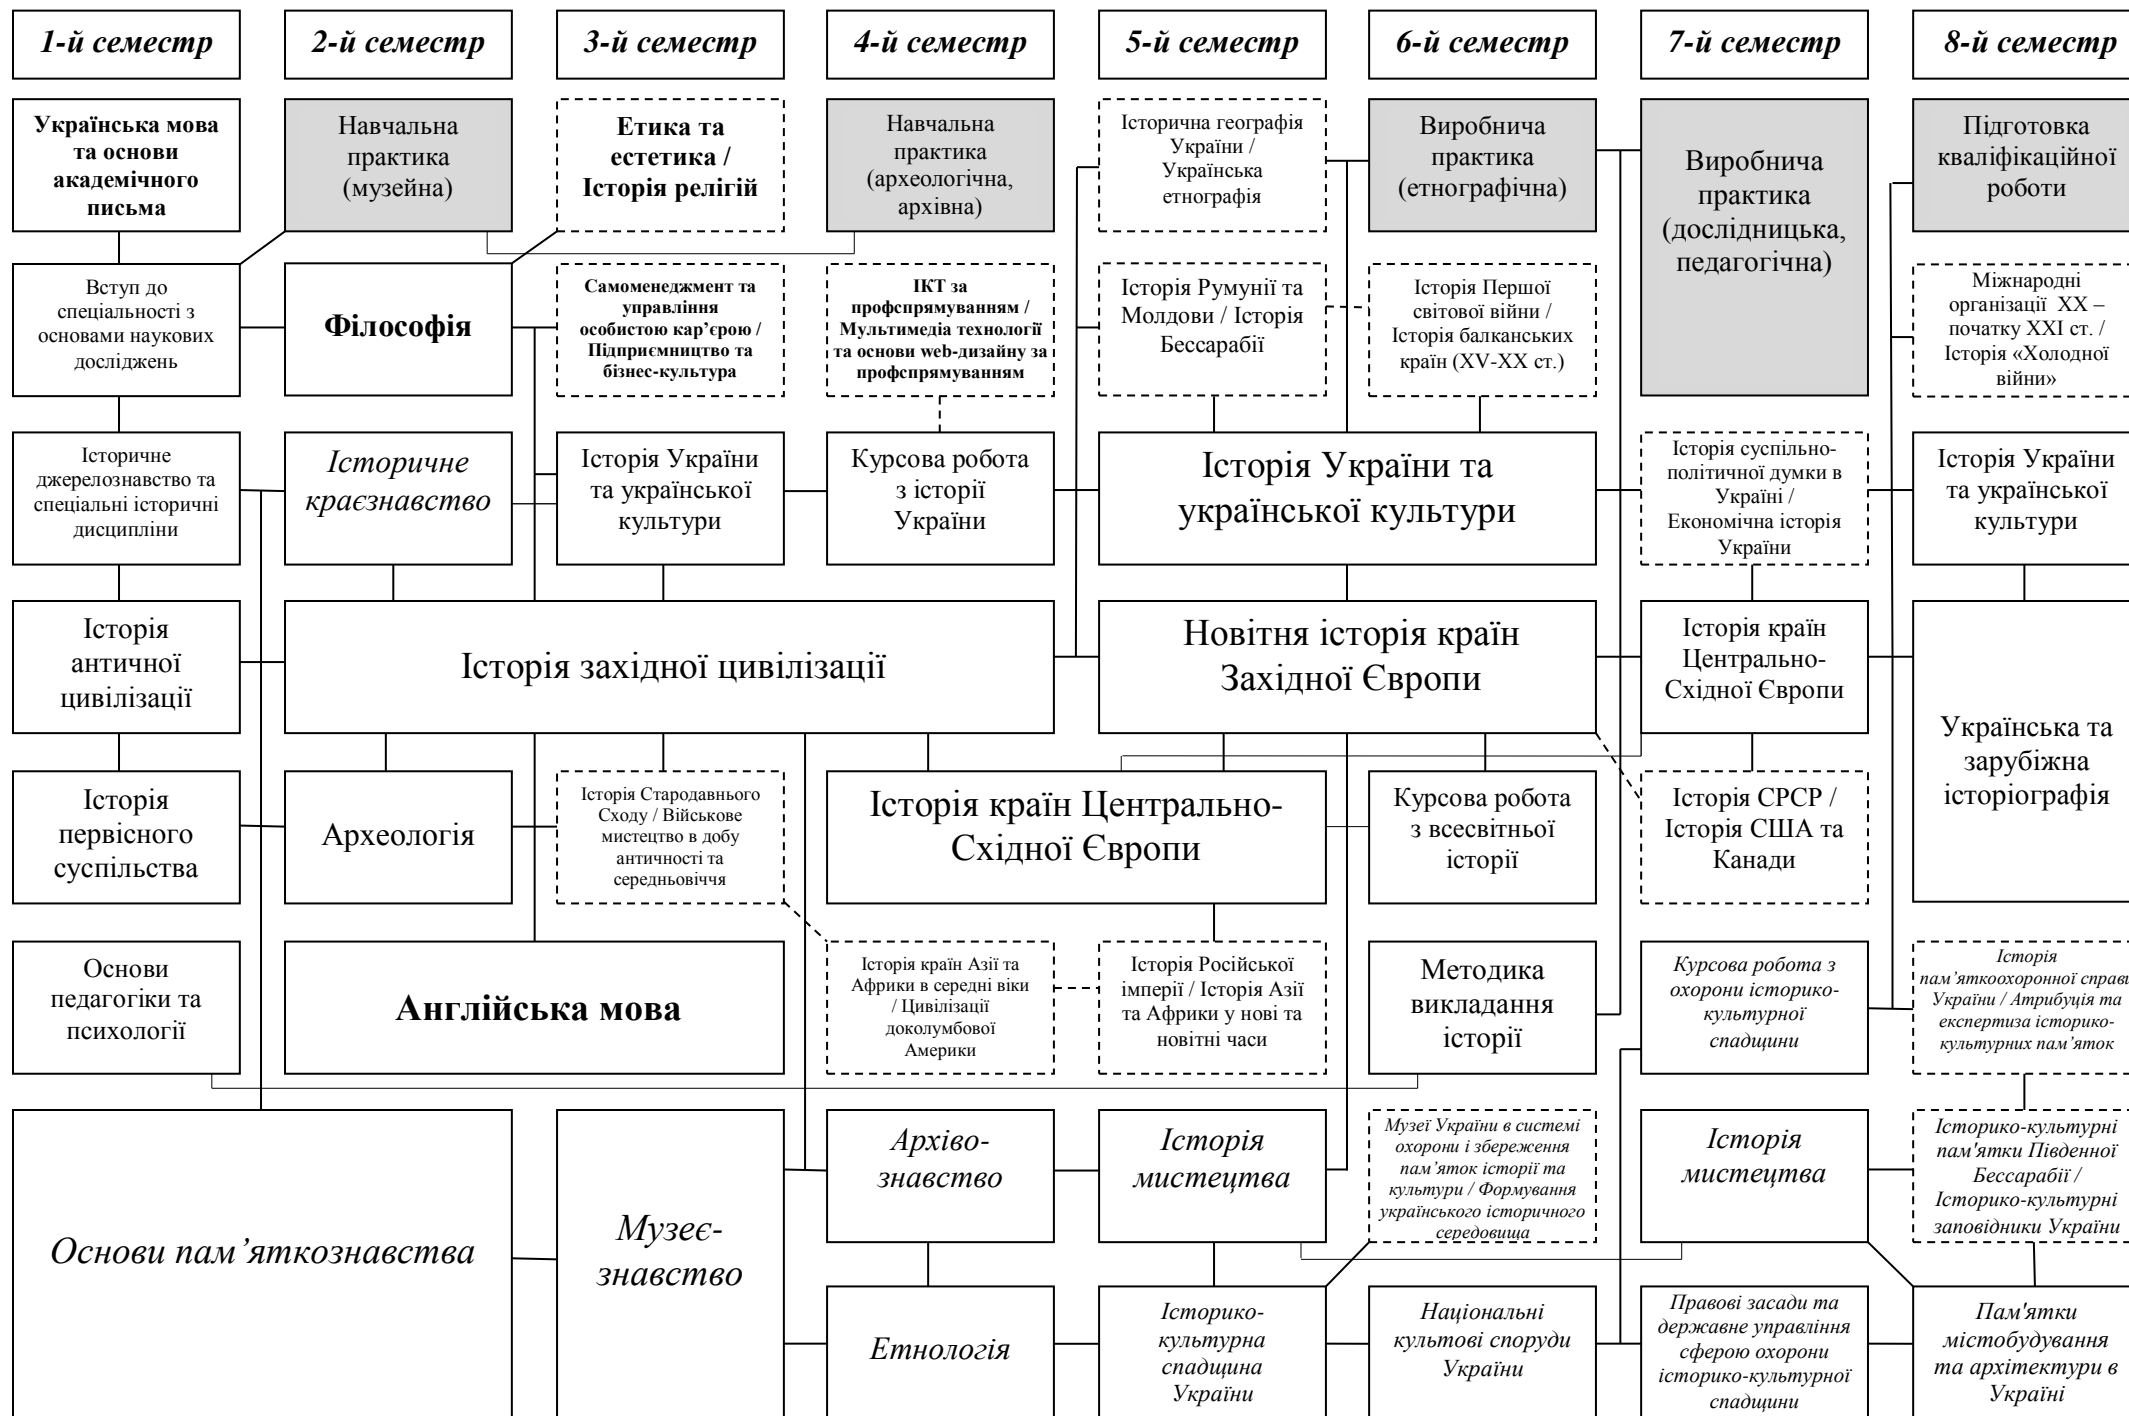 1-й семестр
2-й семестр
3-й семестр
4-й семестр
5-й семестр
6-й семестр
7-й семестр
8-й семестр
Українська мова
та основи
академічного
письма
Навчальна
практика
(музейна)
Етика та
естетика /
Історія релігій
Навчальна
практика
(археологічна,
архівна)
Історична географія
України /
Українська
етнографія
Виробнича
практика
(етнографічна)
Виробнича
практика
(дослідницька,
педагогічна)
Підготовка
кваліфікаційної
роботи
Вступ до
спеціальності з
основами наукових
досліджень
Філософія
Самоменеджмент та
управління
особистою кар’єрою /
Підприємництво та
бізнес-культура
ІКТ за
профспрямуванням /
Мультимедіа технології
та основи web-дизайну за
профспрямуванням
Історія Румунії та
Молдови / Історія
Бессарабії
Історія Першої
світової війни /
Історія балканських
країн (XV-XX ст.)
Міжнародні
організації XX –
початку XXI ст. /
Історія «Холодної
війни»
Історичне
джерелознавство та
спеціальні історичні
дисципліни
Історичне
краєзнавство
Історія України
та української
культури
Курсова робота
з історії
України
Історія України та
української культури
Історія суспільно-
політичної думки в
Україні /
Економічна історія
України
Історія України
та української
культури
Історія
античної
цивілізації
Історія західної цивілізації
Новітня історія країн
Західної Європи
Історія країн
Центрально-
Східної Європи
Українська та
зарубіжна
історіографія
Історія
первісного
суспільства
Археологія
Історія Стародавнього
Сходу / Військове
мистецтво в добу
античності та
середньовіччя
Історія країн Центрально-
Східної Європи
Курсова робота
з всесвітньої
історії
Історія СРСР /
Історія США та
Канади
Основи
педагогіки та
психології
Англійська мова
Історія країн Азії та
Африки в середні віки
/ Цивілізації
доколумбової
Америки
Історія Російської
імперії / Історія Азії
та Африки у нові та
новітні часи
Методика
викладання
історії
Курсова робота з
охорони історико-
культурної
спадщини
Історія
пам’яткоохоронної справи
України / Атрибуція та
експертиза історико-
культурних пам’яток
Основи пам’яткознавства
Музеє-
знавство
Архіво-
знавство
Історія
мистецтва
Музеї України в системі
охорони і збереження
пам’яток історії та
культури / Формування
українського історичного
середовища
Історія
мистецтва
Історико-культурні
пам'ятки Південної
Бессарабії /
Історико-культурні
заповідники України
Етнологія
Історико-
культурна
спадщина
України
Національні
культові споруди
України
Правові засади та
державне управління
сферою охорони
історико-культурної
спадщини
Пам'ятки
містобудування
та архітектури в
Україні